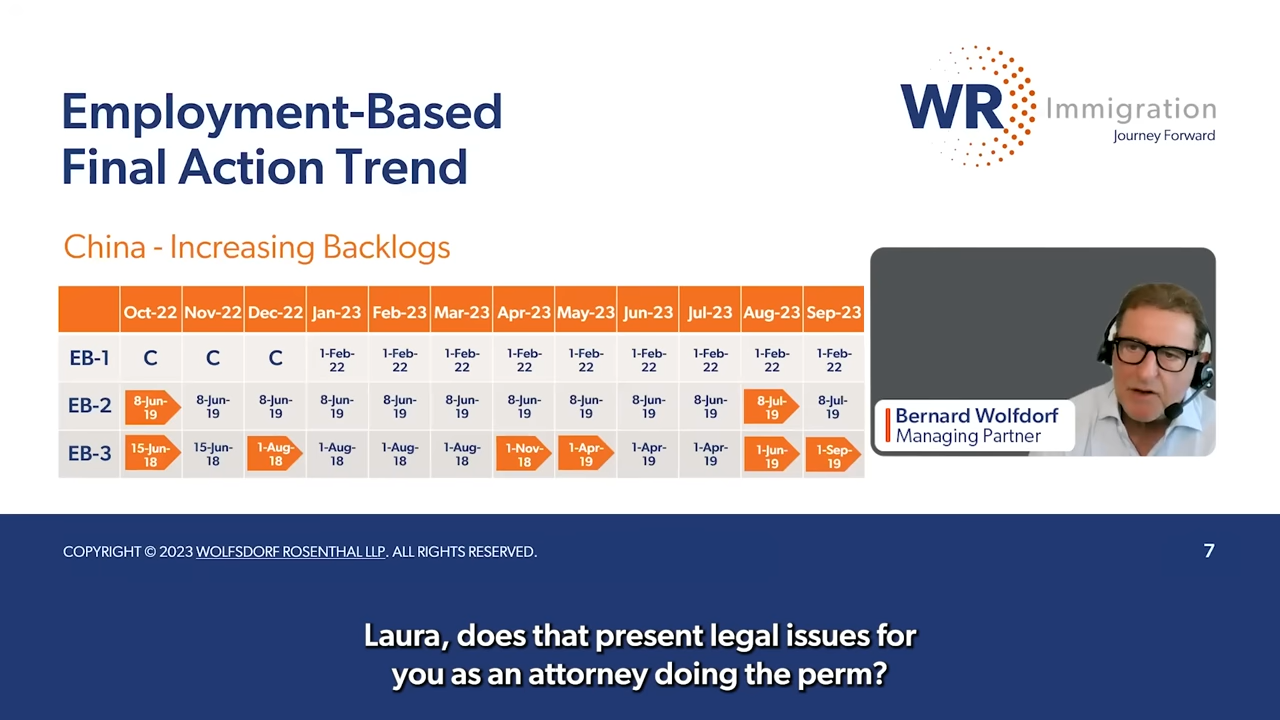 Employment-Based
Final Action Trend
WR Immigration
Journey Forward
China - Increasing Backlogs
Oct-22 Nov-22 Dec-22 Jan-23 Feb-23 Mar-23 Apr-23 May-23 Jun-23 Jul-23 Aug-23 Sep-23
EB-1 C C C 1-Feb-22 1-Feb-22 1-Feb-22 1-Feb-22 1-Feb-22 1-Feb-22 1-Feb-22 1-Feb-22 1-Feb-22
EB-2 8-Jun-19 8-Jun-19 8-Jun-19 8-Jun-19 8-Jun-19 8-Jun-19 8-Jun-19 8-Jun-19 8-Jun-19 8-Jun-19 8-Jul-19 8-Jul-19
EB-3 15-Jun-18 15-Jun-18 1-Aug-18 1-Aug-18 1-Aug-18 1-Aug-18 1-Nov-18 1-Apr-19 1-Apr-19 1-Apr-19 1-Jun-19 1-Sep-19
Bernard Wolfdorf
Managing Partner
COPYRIGHT © 2023 WOLFSDORF ROSENTHAL LLP. ALL RIGHTS RESERVED.
7
Laura, does that present legal issues for
you as an attorney doing the perm?